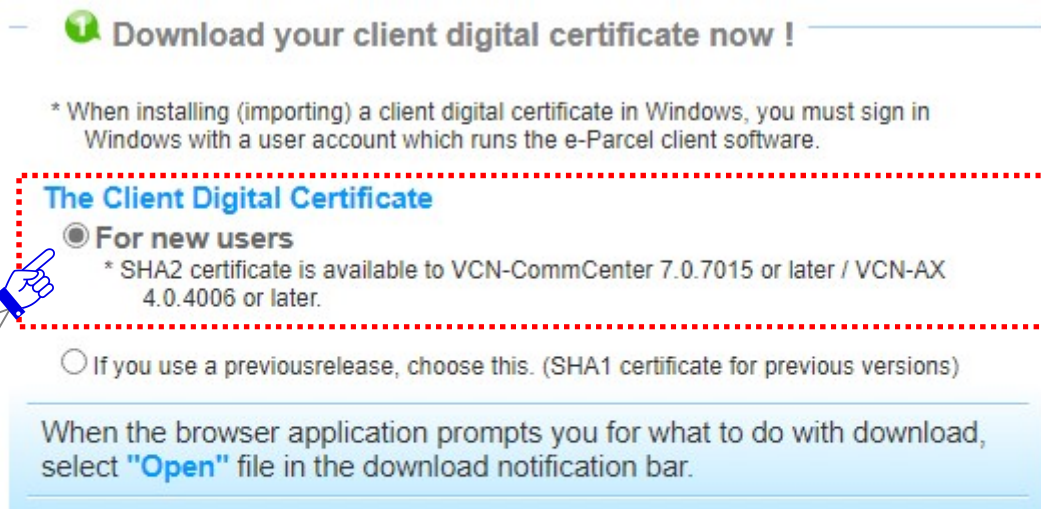 1 Download your client digital certificate now !
* When installing (importing) a client digital certificate in Windows, you must sign in
Windows with a user account which runs the e-Parcel client software.
The Client Digital Certificate
For new users
* SHA2 certificate is available to VCN-CommCenter 7.0.7015 or later / VCN-AX
4.0.4006 or later.
If you use a previousrelease, choose this. (SHA1 certificate for previous versions)
When the browser application prompts you for what to do with download,
select "Open" file in the download notification bar.